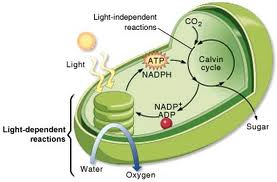 Light-independent
reactions
CO2
Light
ATP
NADPH
Calvin
cycle
NADP+
ADP
Light-dependent
reactions
Sugar
Water
Oxygen